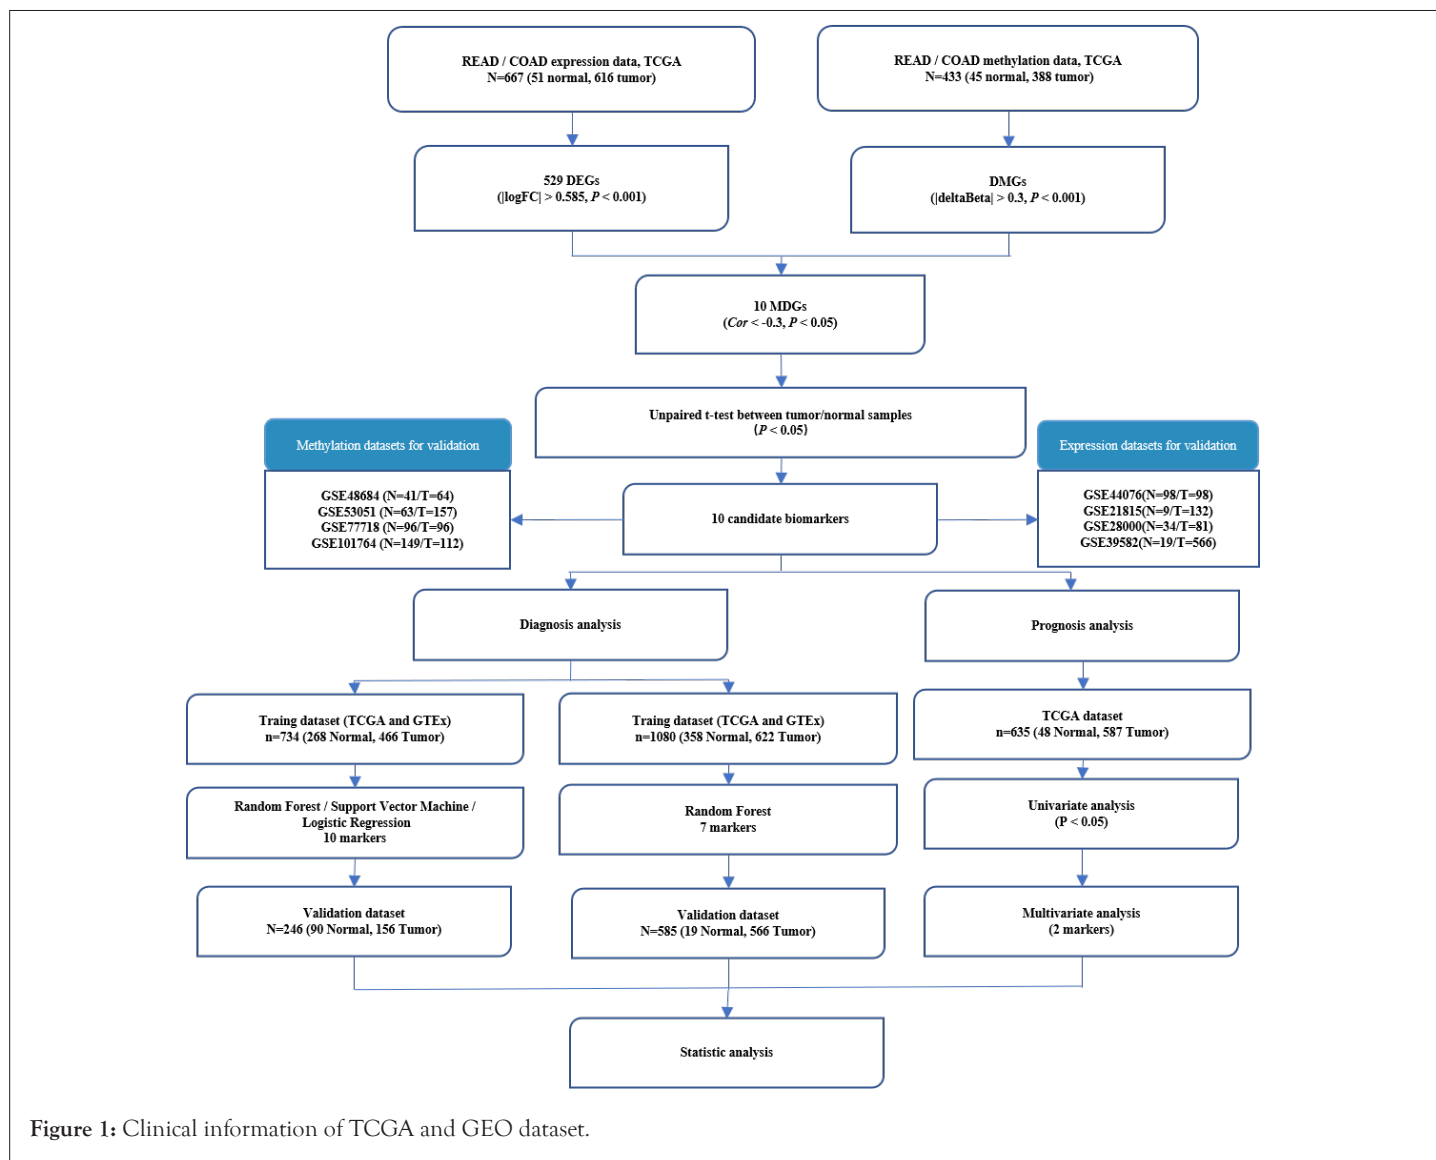 READ / COAD expression data, TCGA
N=667 (51 normal, 616 tumor)
READ / COAD methylation data, TCGA
N=433 (45 normal, 388 tumor)
529 DEGs
(|logFC| > 0.585, P < 0.001)
DMGs
(|deltaBeta| > 0.3, P < 0.001)
10 MDGs
(Cor < -0.3, P < 0.05)
Unpaired t-test between tumor/normal samples
(P < 0.05)
Methylation datasets for validation
GSE48684 (N=41/T=64)
GSE53051 (N=63/T=157)
GSE77718 (N=96/T=96)
GSE101764 (N=149/T=112)
10 candidate biomarkers
Expression datasets for validation
GSE44076(N=98/T=98)
GSE21815(N=9/T=132)
GSE28000(N=34/T=81)
GSE39582(N=19/T=566)
Diagnosis analysis
Prognosis analysis
Traing dataset (TCGA and GTEx)
n=734 (268 Normal, 466 Tumor)
Traing dataset (TCGA and GTEx)
n=1080 (358 Normal, 622 Tumor)
TCGA dataset
n=635 (48 Normal, 587 Tumor)
Random Forest / Support Vector Machine /
Logistic Regression
10 markers
Random Forest
7 markers
Univariate analysis
(P < 0.05)
Validation dataset
N=246 (90 Normal, 156 Tumor)
Validation dataset
N=585 (19 Normal, 566 Tumor)
Multivariate analysis
(2 markers)
Statistic analysis
Figure 1: Clinical information of TCGA and GEO dataset.